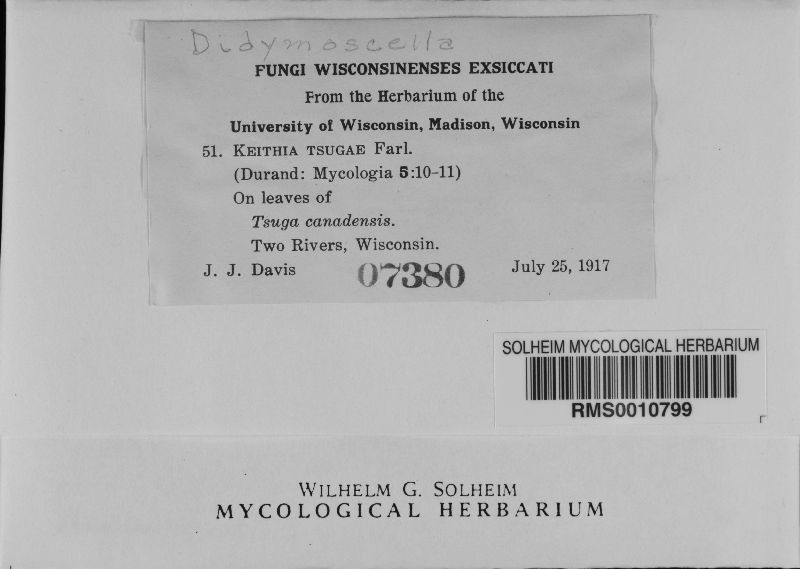 Didymoscella
FUNGI WISCONSINENSES EXSICCATI
From the Herbarium of the
University of Wisconsin, Madison, Wisconsin
51. KEITHIA TSUGAE Farl.
(Durand: Mycologia 5:10-11)
On leaves of
Tsuga canadensis.
Two Rivers, Wisconsin.
J. J. Davis 07380 July 25, 1917
SOLHEIM MYCOLOGICAL HERBARIUM
RMS0010799
WILHELM G. SOLHEIM
MYCOLOGICAL HERBARIUM